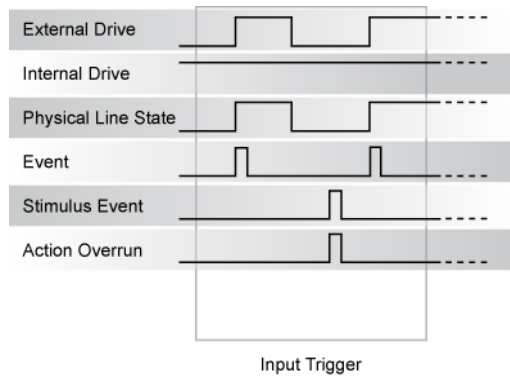 External Drive
Internal Drive
Physical Line State
Event
Stimulus Event
Action Overrun
Input Trigger